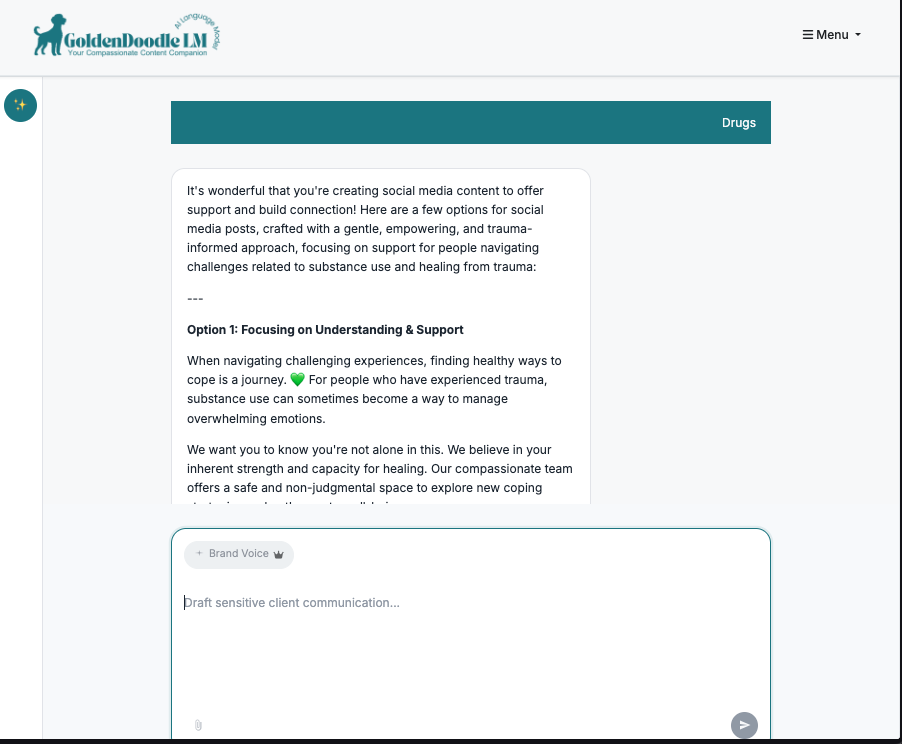 AI Language Model
GoldenDoodle LM
Your Compassionate Content Companion
Menu
Drugs
It's wonderful that you're creating social media content to offer
support and build connection! Here are a few options for social
media posts, crafted with a gentle, empowering, and trauma-
informed approach, focusing on support for people navigating
challenges related to substance use and healing from trauma:
---
Option 1: Focusing on Understanding & Support
When navigating challenging experiences, finding healthy ways to
cope is a journey. 💚 For people who have experienced trauma,
substance use can sometimes become a way to manage
overwhelming emotions.
We want you to know you're not alone in this. We believe in your
inherent strength and capacity for healing. Our compassionate team
offers a safe and non-judgmental space to explore new coping
+ Brand Voice
Draft sensitive client communication...